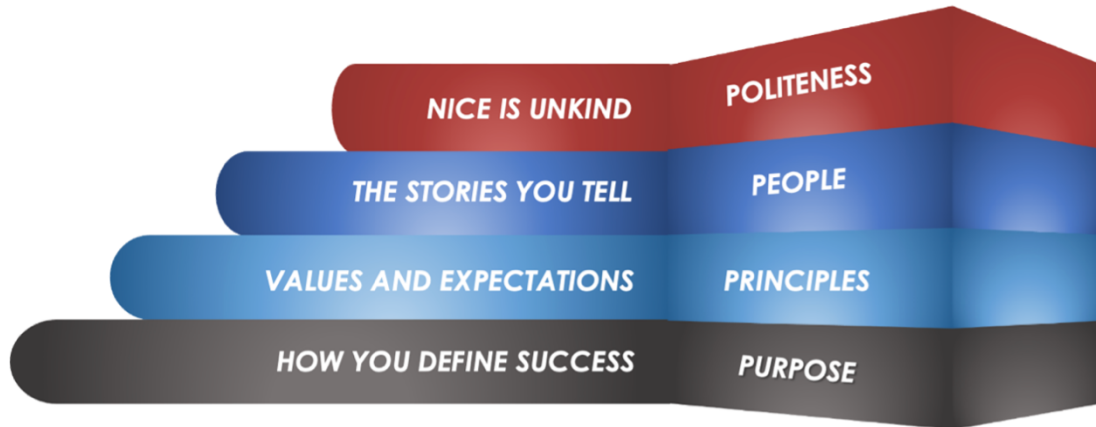 NICE IS UNKIND POLITENESS
THE STORIES YOU TELL PEOPLE
VALUES AND EXPECTATIONS PRINCIPLES
HOW YOU DEFINE SUCCESS PURPOSE